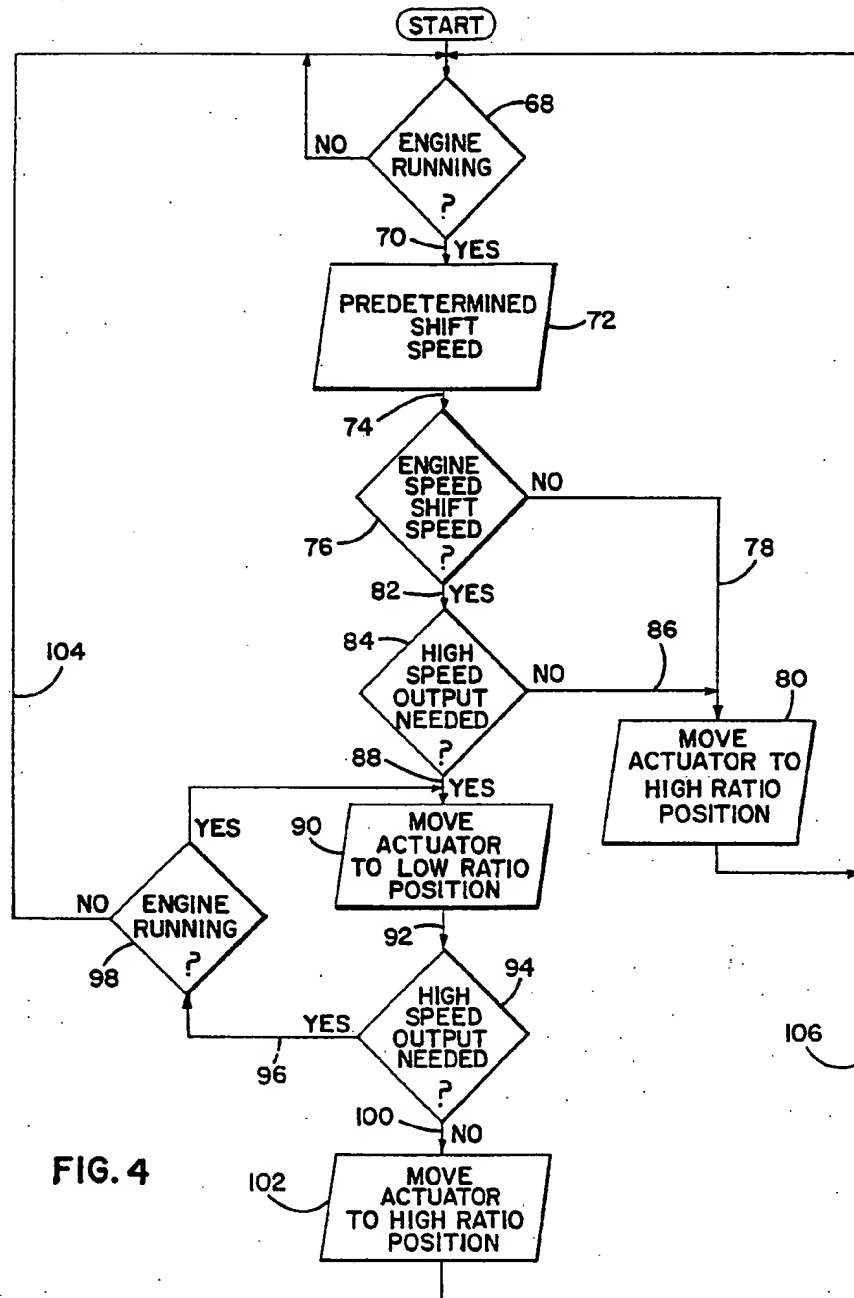 START
68
ENGINE
RUNNING
?
NO
70
YES
PREDETERMINED
SHIFT
SPEED
72
74
ENGINE
SPEED
SHIFT
SPEED
?
NO
76
78
82
YES
84
HIGH
SPEED
OUTPUT
NEEDED
?
NO
86
104
80
MOVE
ACTUATOR TO
HIGH RATIO
POSITION
88
YES
90
MOVE
ACTUATOR
TO LOW RATIO
POSITION
YES
NO
ENGINE
RUNNING
?
98
92
94
HIGH
SPEED
OUTPUT
NEEDED
?
YES
96
106
100
NO
FIG. 4
102
MOVE
ACTUATOR
TO HIGH RATIO
POSITION